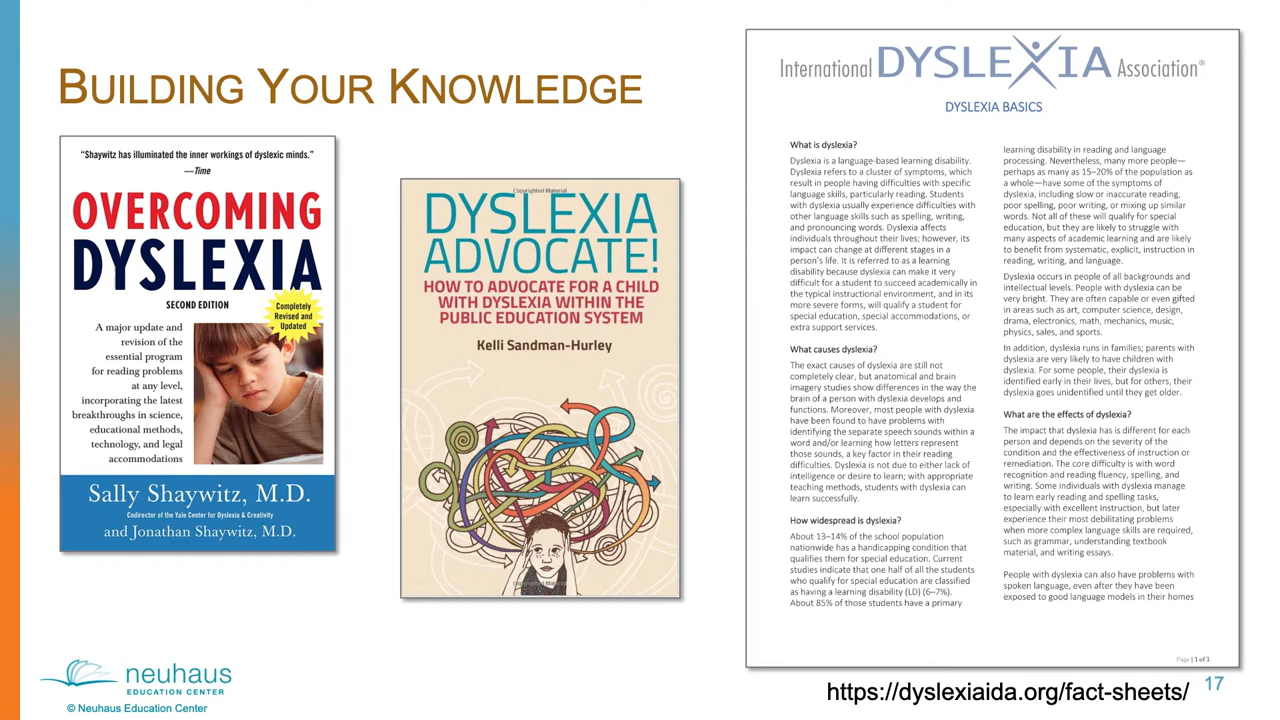 BUILDING YOUR KNOWLEDGE
“Shaywitz has illuminated the inner workings of dyslexic minds.”
—Time
OVERCOMING
DYSLEXIA
SECOND EDITION
Completely
Revised and
Updated
A major update and
revision of the
essential program
for reading problems
at any level,
incorporating the latest
breakthroughs in science,
educational methods,
technology, and legal
accommodations
Sally Shaywitz, M.D.
Codirector of the Yale Center for Dyslexia & Creativity
and Jonathan Shaywitz, M.D.
Copyrighted Material
DYSLEXIA
ADVOCATE!
HOW TO ADVOCATE FOR A CHILD
WITH DYSLEXIA WITHIN THE
PUBLIC EDUCATION SYSTEM
Kelli Sandman-Hurley
Copyrighted Material
International DYSLEXIA Association®
DYSLEXIA BASICS
What is dyslexia?
Dyslexia is a language-based learning disability.
Dyslexia refers to a cluster of symptoms, which
result in people having difficulties with specific
language skills, particularly reading. Students
with dyslexia usually experience difficulties with
other language skills such as spelling, writing,
and pronouncing words. Dyslexia affects
individuals throughout their lives; however, its
impact can change at different stages in a
person’s life. It is referred to as a learning
disability because dyslexia can make it very
difficult for a student to succeed academically in
the typical instructional environment, and in its
more severe forms, will qualify a student for
special education, special accommodations, or
extra support services.
What causes dyslexia?
The exact causes of dyslexia are still not
completely clear, but anatomical and brain
imagery studies show differences in the way the
brain of a person with dyslexia develops and
functions. Moreover, most people with dyslexia
have been found to have problems with
identifying the separate speech sounds within a
word and/or learning how letters represent
those sounds, a key factor in their reading
difficulties. Dyslexia is not due to either lack of
intelligence or desire to learn; with appropriate
teaching methods, students with dyslexia can
learn successfully.
How widespread is dyslexia?
About 13–14% of the school population
nationwide has a handicapping condition that
qualifies them for special education. Current
studies indicate that one half of all the students
who qualify for special education are classified
as having a learning disability (LD) (6–7%).
About 85% of those students have a primary
learning disability in reading and language
processing. Nevertheless, many more people—
perhaps as many as 15–20% of the population as
a whole—have some of the symptoms of
dyslexia, including slow or inaccurate reading,
poor spelling, poor writing, or mixing up similar
words. Not all of these will qualify for special
education, but they are likely to struggle with
many aspects of academic learning and are likely
to benefit from systematic, explicit, instruction in
reading, writing, and language.
Dyslexia occurs in people of all backgrounds and
intellectual levels. People with dyslexia can be
very bright. They are often capable or even gifted
in areas such as art, computer science, design,
drama, electronics, math, mechanics, music,
physics, sales, and sports.
In addition, dyslexia runs in families; parents with
dyslexia are very likely to have children with
dyslexia. For some people, their dyslexia is
identified early in their lives, but for others, their
dyslexia goes unidentified until they get older.
What are the effects of dyslexia?
The impact that dyslexia has is different for each
person and depends on the severity of the
condition and the effectiveness of instruction or
remediation. The core difficulty is with word
recognition and reading fluency, spelling, and
writing. Some individuals with dyslexia manage
to learn early reading and spelling tasks,
especially with excellent instruction, but later
experience their most debilitating problems
when more complex language skills are required,
such as grammar, understanding textbook
material, and writing essays.
People with dyslexia can also have problems with
spoken language, even after they have been
exposed to good language models in their homes
Page | 1 of 3
neuhaus
EDUCATION CENTER
© Neuhaus Education Center
https://dyslexiaida.org/fact-sheets/
17